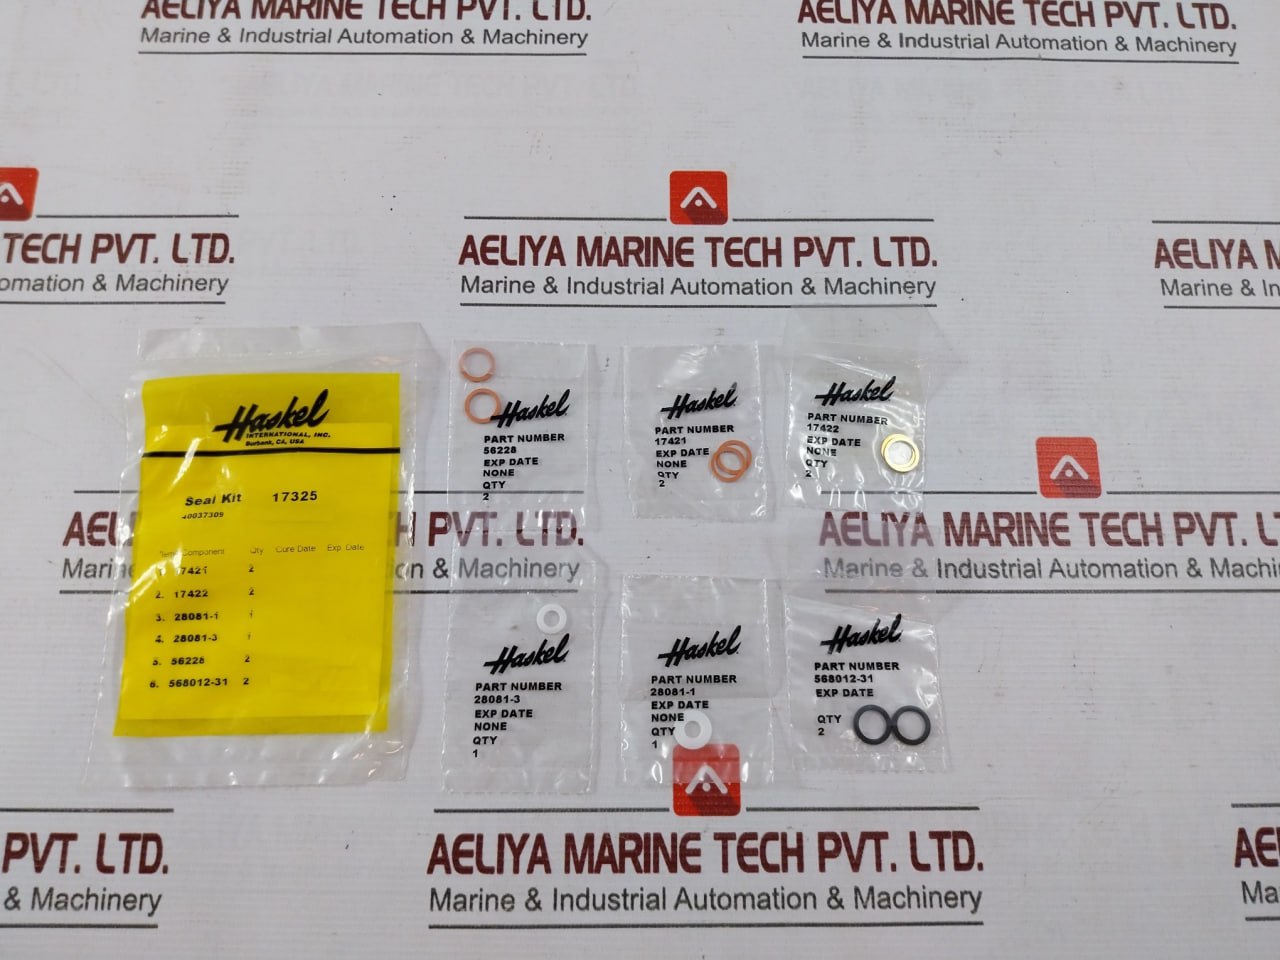 AELIYA MARINE TECH PVT. LTD.
Marine & Industrial Automation & Machinery
AELIYA MARINE TECH PVT. LTD.
Marine & Industrial Automation & Machinery
TECH PVT. LTD.
omation & Machinery
AELIYA MARINE TECH PVT. LTD.
Marine & Industrial Automation & Machinery
AELIYA M
Marine & In
Haskel
INTERNATIONAL, INC.
Burbank, CA, USA
Seal Kit 17325
40037309
Item Component Qty Cure Date Exp. Date
1. 17421 2
2. 17422 2
3. 28081-1 1
4. 28081-3 1
5. 56228 2
6. 568012-31 2
Haskel
PART NUMBER
56228
EXP DATE
NONE
QTY
2
Haskel
PART NUMBER
17421
EXP DATE
NONE
QTY
2
Haskel
PART NUMBER
17422
EXP DATE
NONE
QTY
2
AELIYA MARINE TECH PVT. L
Marine & Industrial Automation & Machi
Haskel
PART NUMBER
28081-3
EXP DATE
NONE
QTY
1
Haskel
PART NUMBER
28081-1
EXP DATE
NONE
QTY
1
Haskel
PART NUMBER
568012-31
EXP DATE
QTY
2
PVT. LTD.
& Machinery
AELIYA MARINE TECH PVT. LTD.
Marine & Industrial Automation & Machinery
AE
Ma